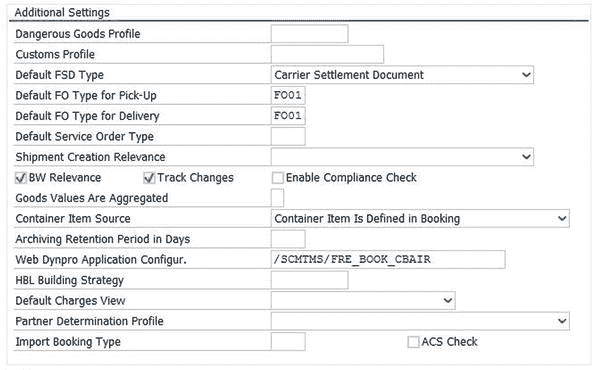 Additional Settings
Dangerous Goods Profile
Customs Profile
Default FSD Type Carrier Settlement Document
Default FO Type for Pick-Up FO01
Default FO Type for Delivery FO01
Default Service Order Type
Shipment Creation Relevance
BW Relevance Track Changes Enable Compliance Check
Goods Values Are Aggregated
Container Item Source Container Item Is Defined in Booking
Archiving Retention Period in Days
Web Dynpro Application Configur. /SCMTMS/FRE_BOOK_CBAIR
HBL Building Strategy
Default Charges View
Partner Determination Profile
Import Booking Type ACS Check